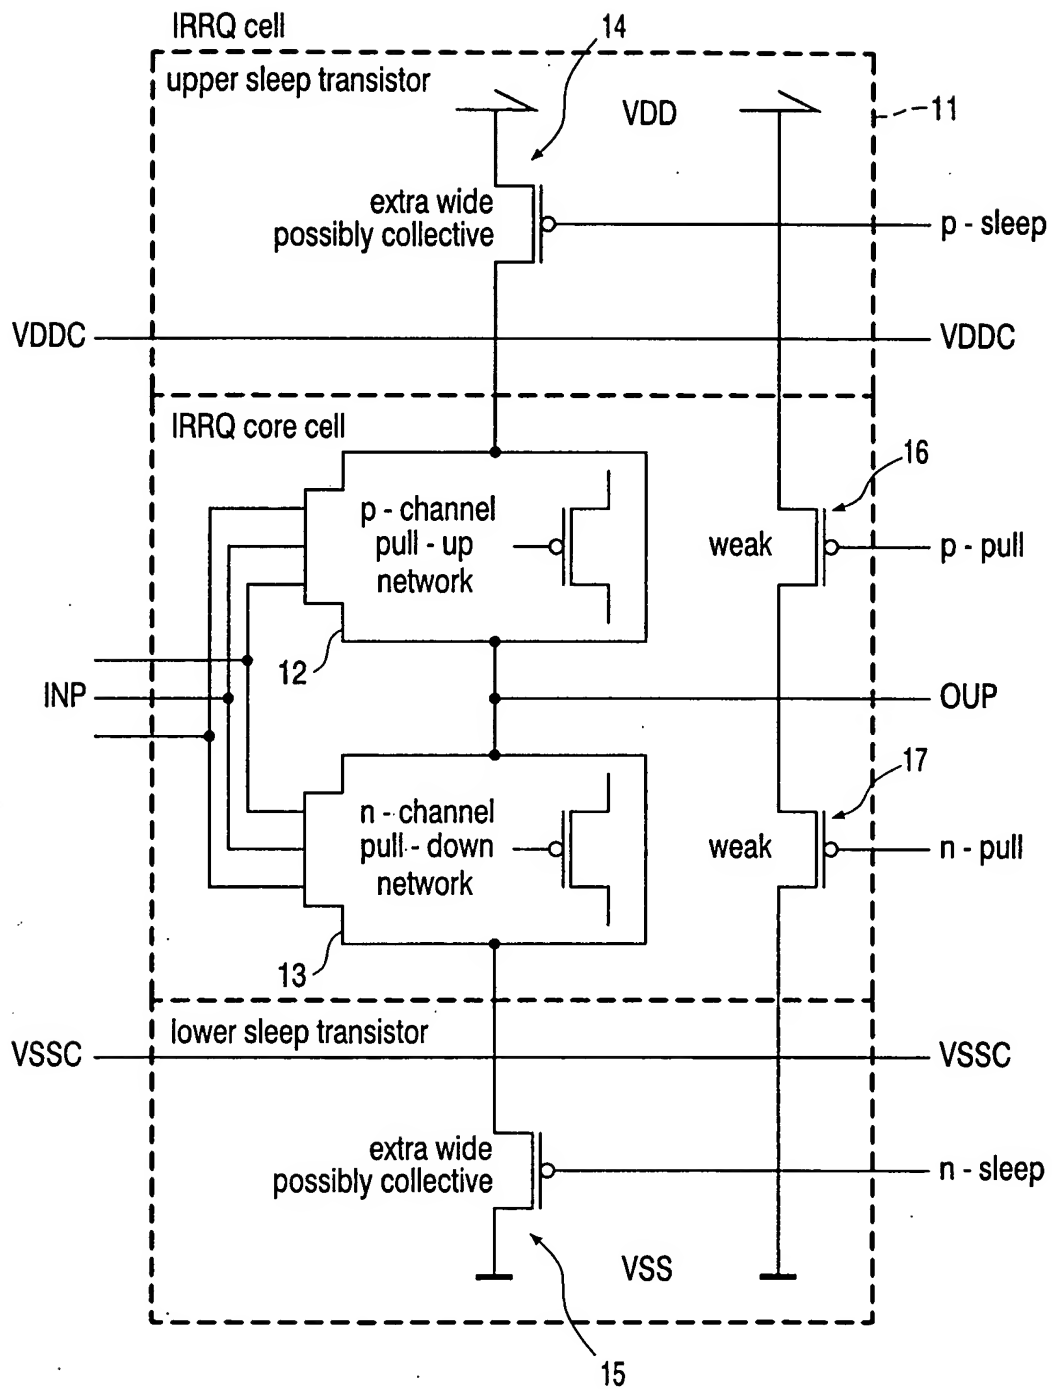 IRRQ cell
14
upper sleep transistor
VDD
11
extra wide
possibly collective
p - sleep
VDDC
VDDC
IRRQ core cell
16
p - channel
pull - up
network
weak
p - pull
12
INP
OUP
17
n - channel
pull - down
network
weak
n - pull
13
lower sleep transistor
VSSC
VSSC
extra wide
possibly collective
n - sleep
VSS
15